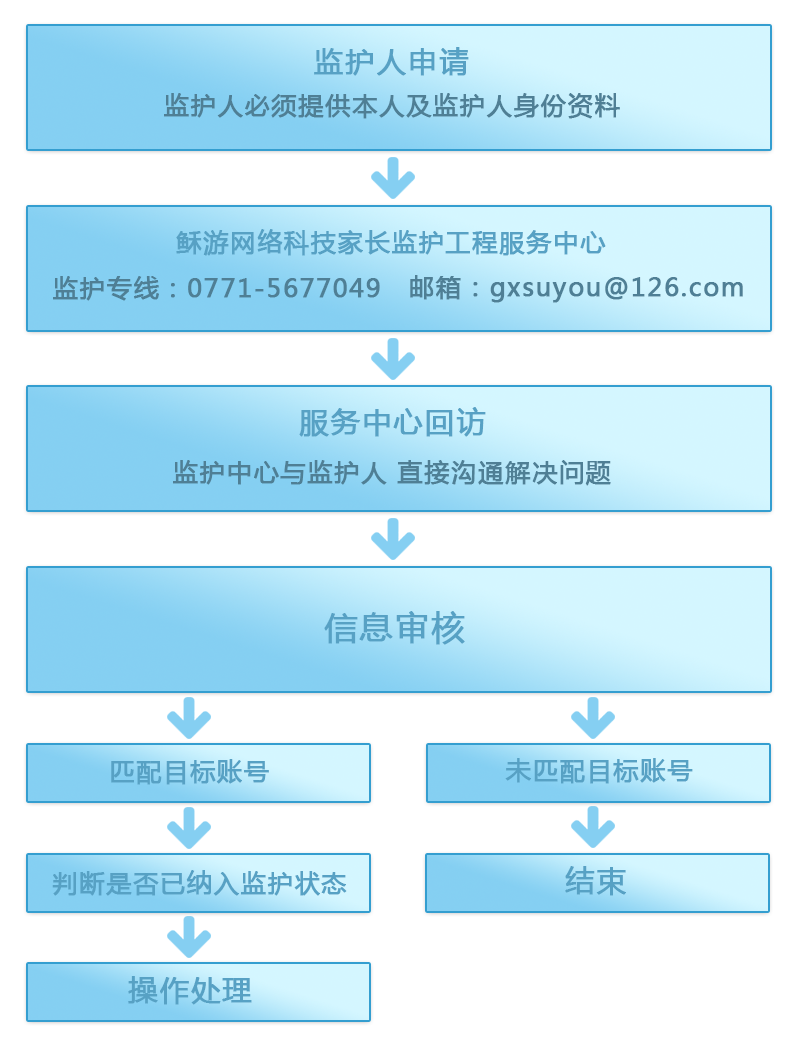 监护人申请
监护人必须提供本人及监护人身份资料
稣游网络科技家长监护工程服务中心
监护专线：0771-5677049 邮箱：gxsuyou@126.com
服务中心回访
监护中心与监护人 直接沟通解决问题
信息审核
匹配目标账号
未匹配目标账号
判断是否已纳入监护状态
结束
操作处理